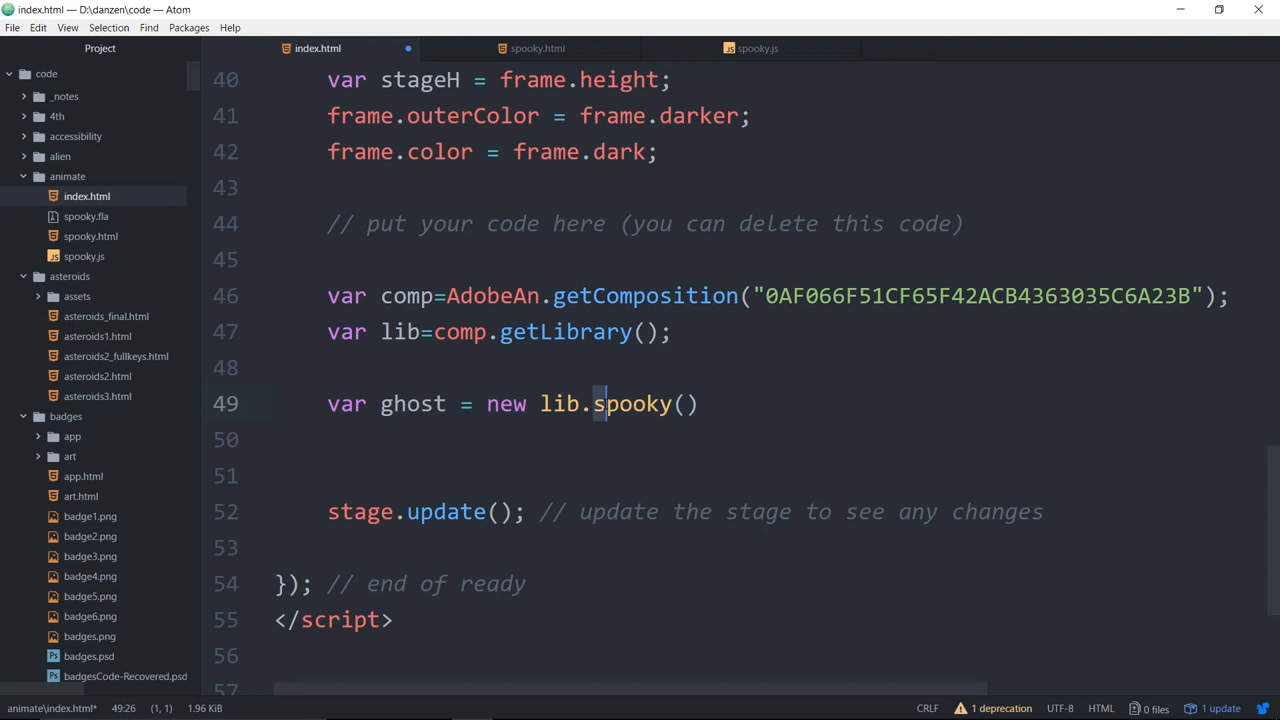 index.html — D:\danzen\code — Atom
File Edit View Selection Find Packages Help
Project
index.html
spooky.html
spooky.js
code
_notes
4th
accessibility
alien
animate
index.html
spooky.fla
spooky.html
spooky.js
asteroids
assets
asteroids_final.html
asteroids1.html
asteroids2_fullkeys.html
asteroids2.html
asteroids3.html
badges
app
art
app.html
art.html
badge1.png
badge2.png
badge3.png
badge4.png
badge5.png
badge6.png
badges.png
badges.psd
badgesCode-Recovered.psd
40 var stageH = frame.height;
41 frame.outerColor = frame.darker;
42 frame.color = frame.dark;
43
44 // put your code here (you can delete this code)
45
46 var comp=AdobeAn.getComposition("0AF066F51CF65F42ACB4363035C6A23B");
47 var lib=comp.getLibrary();
48
49 var ghost = new lib.spooky()
50
51
52 stage.update(); // update the stage to see any changes
53
54 }); // end of ready
55 </script>
56
57
animate\index.html* 49:26 (1, 1) 1.96 KiB CRLF 1 deprecation UTF-8 HTML 0 files 1 update